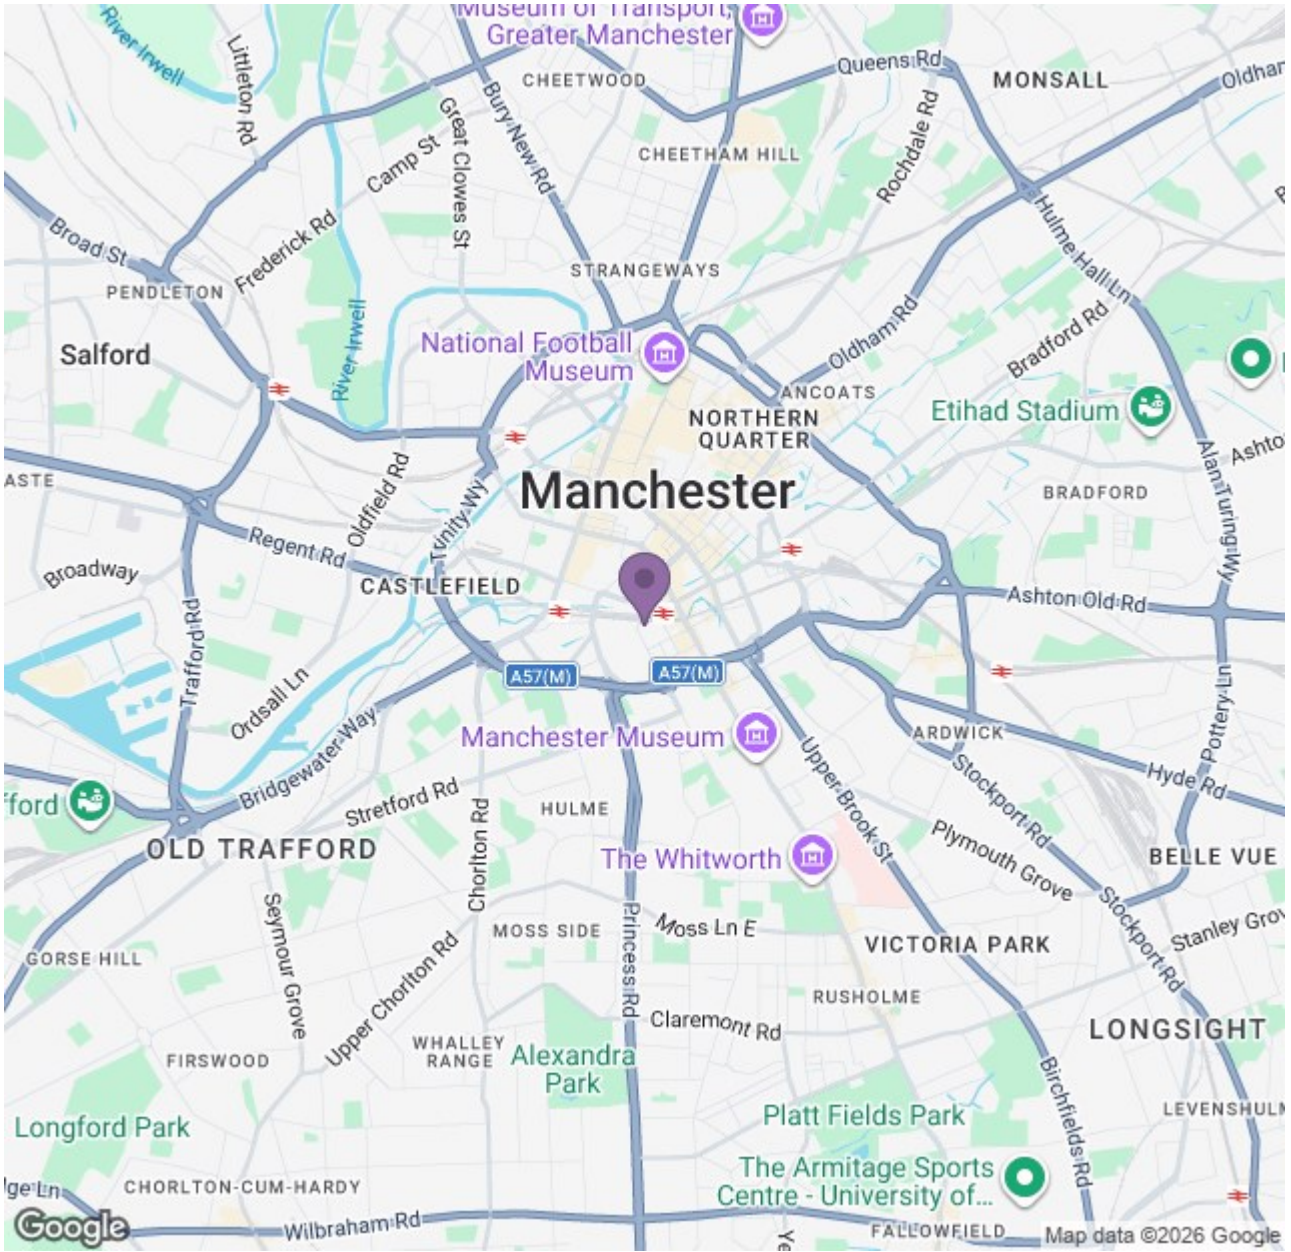 Museum of Transport,
Greater Manchester
River Irwell
Littleton Rd
CHEETWOOD
Queens Rd
MONSALL
Bury New Rd
Great Clowes St
Camp St
CHEETHAM HILL
Rochdale Rd
Broad St
Frederick Rd
Hulme Hall Ln
PENDLETON
STRANGEWAYS
River Irwell
Salford
National Football
Museum
Oldham Rd
Bradford Rd
ANCOATS
NORTHERN
QUARTER
Etihad Stadium
Alan Turing Wy
Oldfield Rd
Manchester
BRADFORD
Regent Rd
Trinity Wy
Broadway
CASTLEFIELD
Ashton Old Rd
Trafford Rd
A57(M)
A57(M)
Ordsall Ln
Bridgewater Way
Manchester Museum
ARDWICK
Pottery Ln
Upper Brook St
Stockport Rd
Hyde Rd
fford
Stretford Rd
HULME
Chorlton Rd
OLD TRAFFORD
The Whitworth
Plymouth Grove
BELLE VUE
Seymour Grove
Princess Rd
Moss Ln E
Stockport Rd
MOSS SIDE
VICTORIA PARK
Stanley Grov
GORSE HILL
Upper Chorlton Rd
RUSHOLME
Claremont Rd
LONGSIGHT
FIRSWOOD
WHALLEY
RANGE
Alexandra
Park
Birchfields Rd
Longford Park
Platt Fields Park
LEVENSHULM
The Armitage Sports
Centre - University of...
dge Ln
CHORLTON-CUM-HARDY
Wilbraham Rd
FALLOWFIELD
Google
Map data ©2026 Google